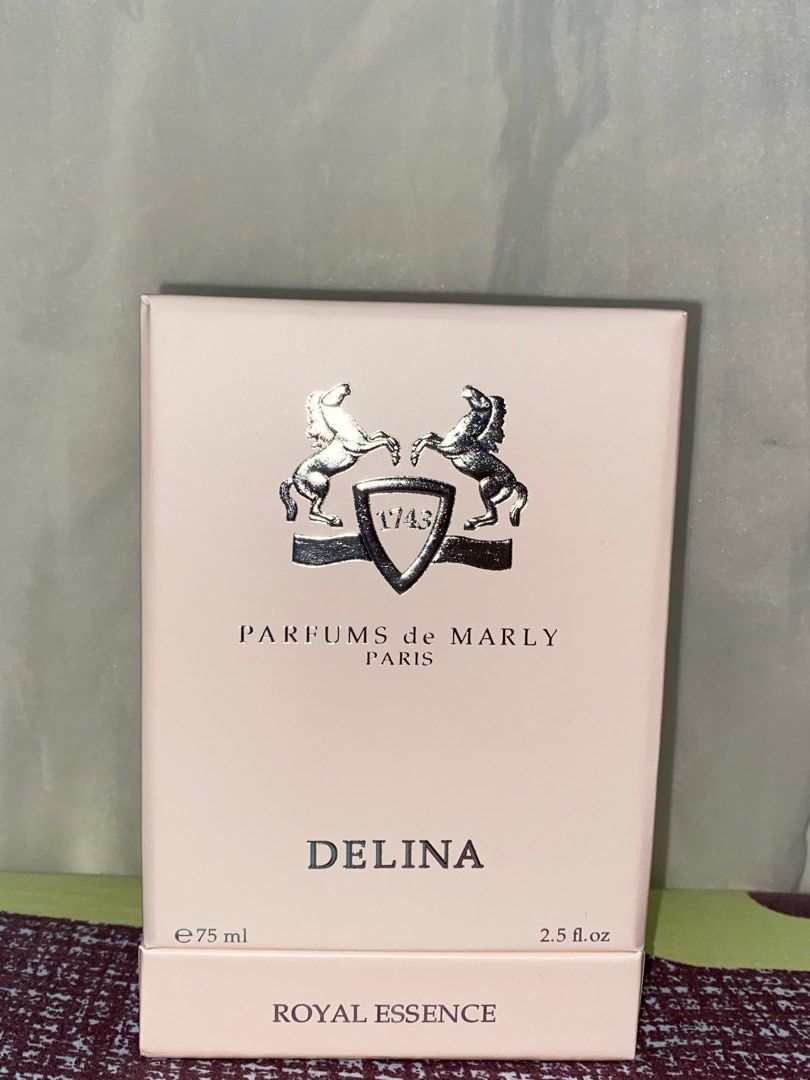 1743
PARFUMS de MARLY
PARIS
DELINA
℮75 ml 2.5 fl.oz
ROYAL ESSENCE